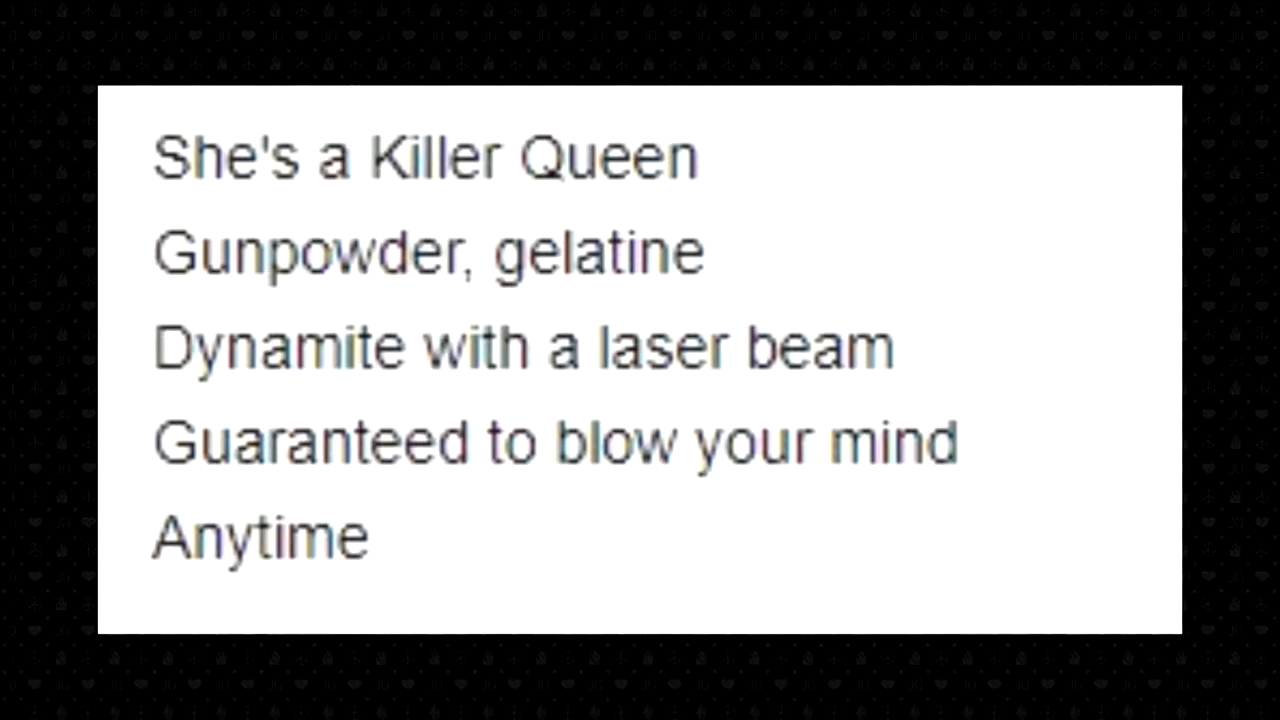 She's a Killer Queen
Gunpowder, gelatine
Dynamite with a laser beam
Guaranteed to blow your mind
Anytime